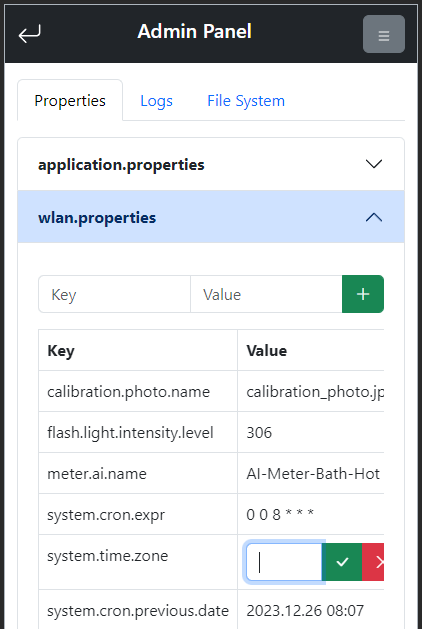 Admin Panel
Properties Logs File System
application.properties
wlan.properties
Key Value
Key Value
calibration.photo.name calibration_photo.jp
flash.light.intensity.level 306
meter.ai.name AI-Meter-Bath-Hot
system.cron.expr 0 0 8 * * *
system.time.zone
system.cron.previous.date 2023.12.26 08:07